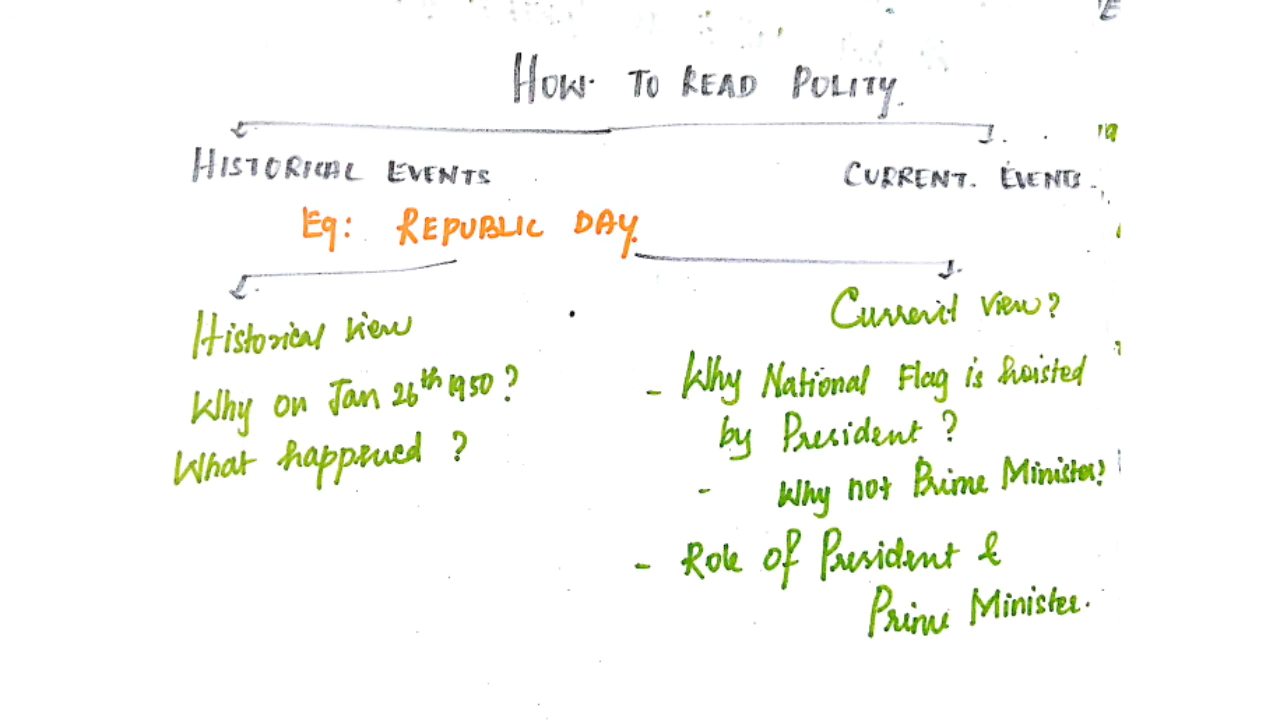 HOW TO READ POLITY.
HISTORICAL EVENTS
CURRENT. EVENTS.
Eg: REPUBLIC DAY.
Historical view
Why on Jan 26th 1950?
What happened?
Current view?
- Why National Flag is hoisted
by President?
- Why not Prime Minister?
- Role of President &
Prime Minister.